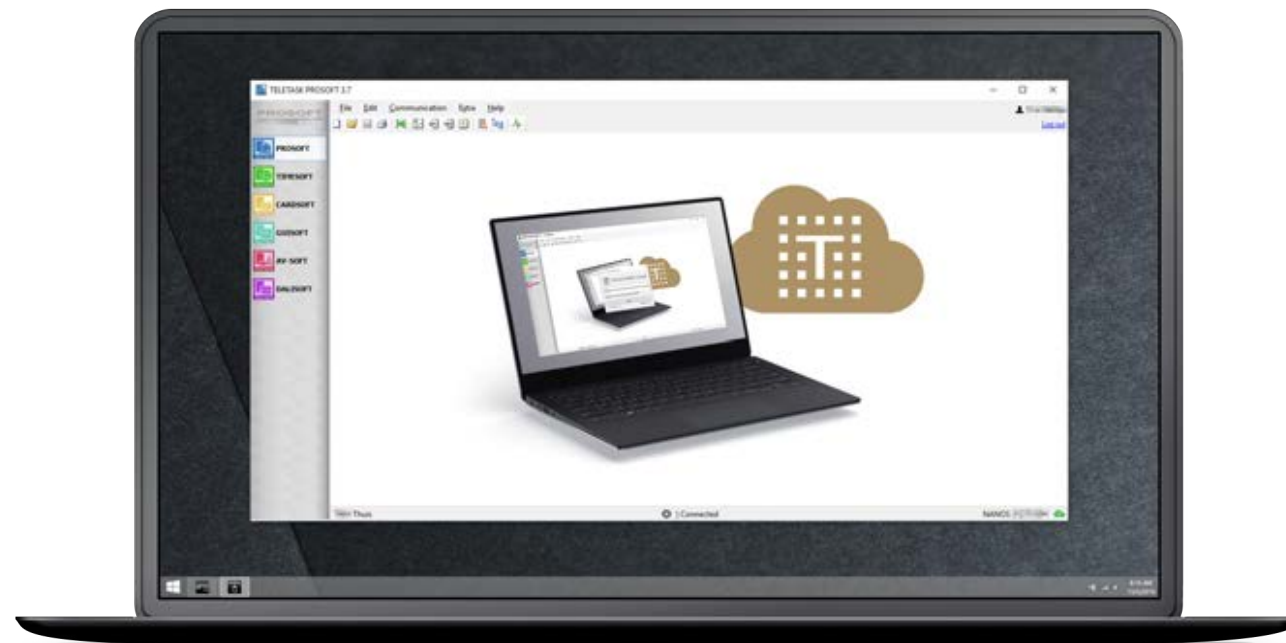 TELETASK PROSOFT 3.7
PROSOFT
File Edit Communication Extra Help
Log out
PROSOFT
TIMESOFT
CARDSOFT
GUISOFT
AV-SOFT
DALISOFT
T
Thuis
Connected
NANOS